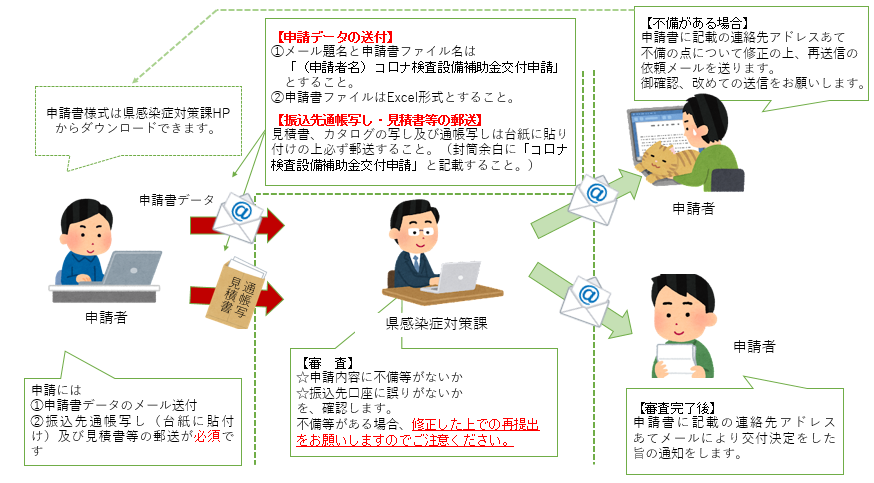 【申請データの送付】
①メール題名と申請書ファイル名は
「（申請者名）コロナ検査設備補助金交付申請」
とすること。
②申請書ファイルはExcel形式とすること。
【振込先通帳写し・見積書等の郵送】
見積書、カタログの写し及び通帳写しは台紙に貼り
付けの上必ず郵送すること。（封筒余白に「コロナ
検査設備補助金交付申請」と記載すること。）
【不備がある場合】
申請書に記載の連絡先アドレスあて
不備の点について修正の上、再送信の
依頼メールを送ります。
御確認、改めての送信をお願いします。
申請書様式は県感染症対策課HP
からダウンロードできます。
申請書データ
@
通帳写
見積書
申請者
県感染症対策課
@
申請者
@
申請者
申請には
①申請書データのメール送付
②振込先通帳写し（台紙に貼付
け）及び見積書等の郵送が必須で
す
【審　査】
☆申請内容に不備等がないか
☆振込先口座に誤りがないか
を、確認します。
不備等がある場合、修正した上での再提出
をお願いしますのでご注意ください。
【審査完了後】
申請書に記載の連絡先アドレス
あてメールにより交付決定をした
旨の通知をします。